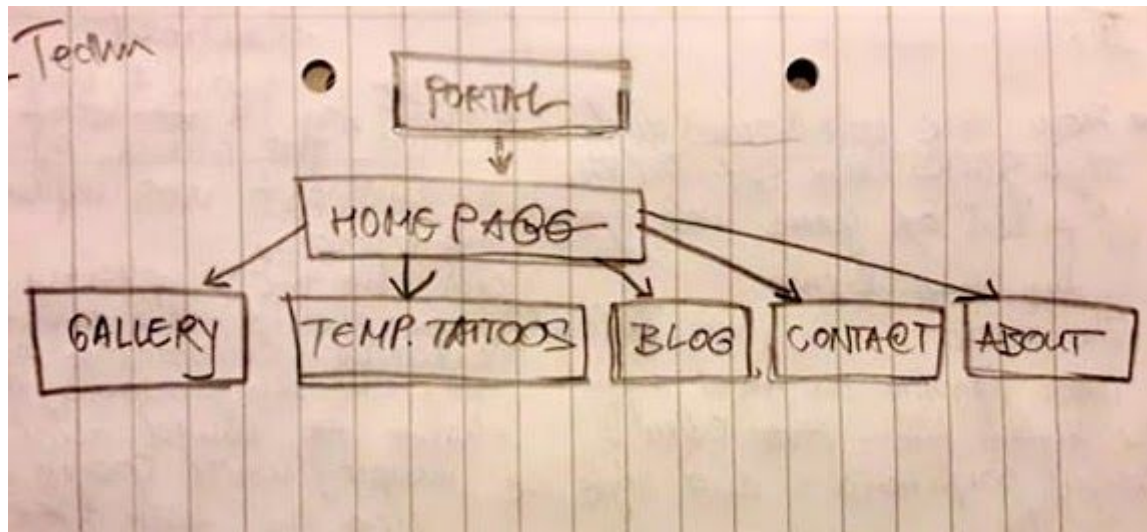 PORTAL
HOME PAGE
GALLERY
TEMP. TATTOOS
BLOG
CONTACT
ABOUT